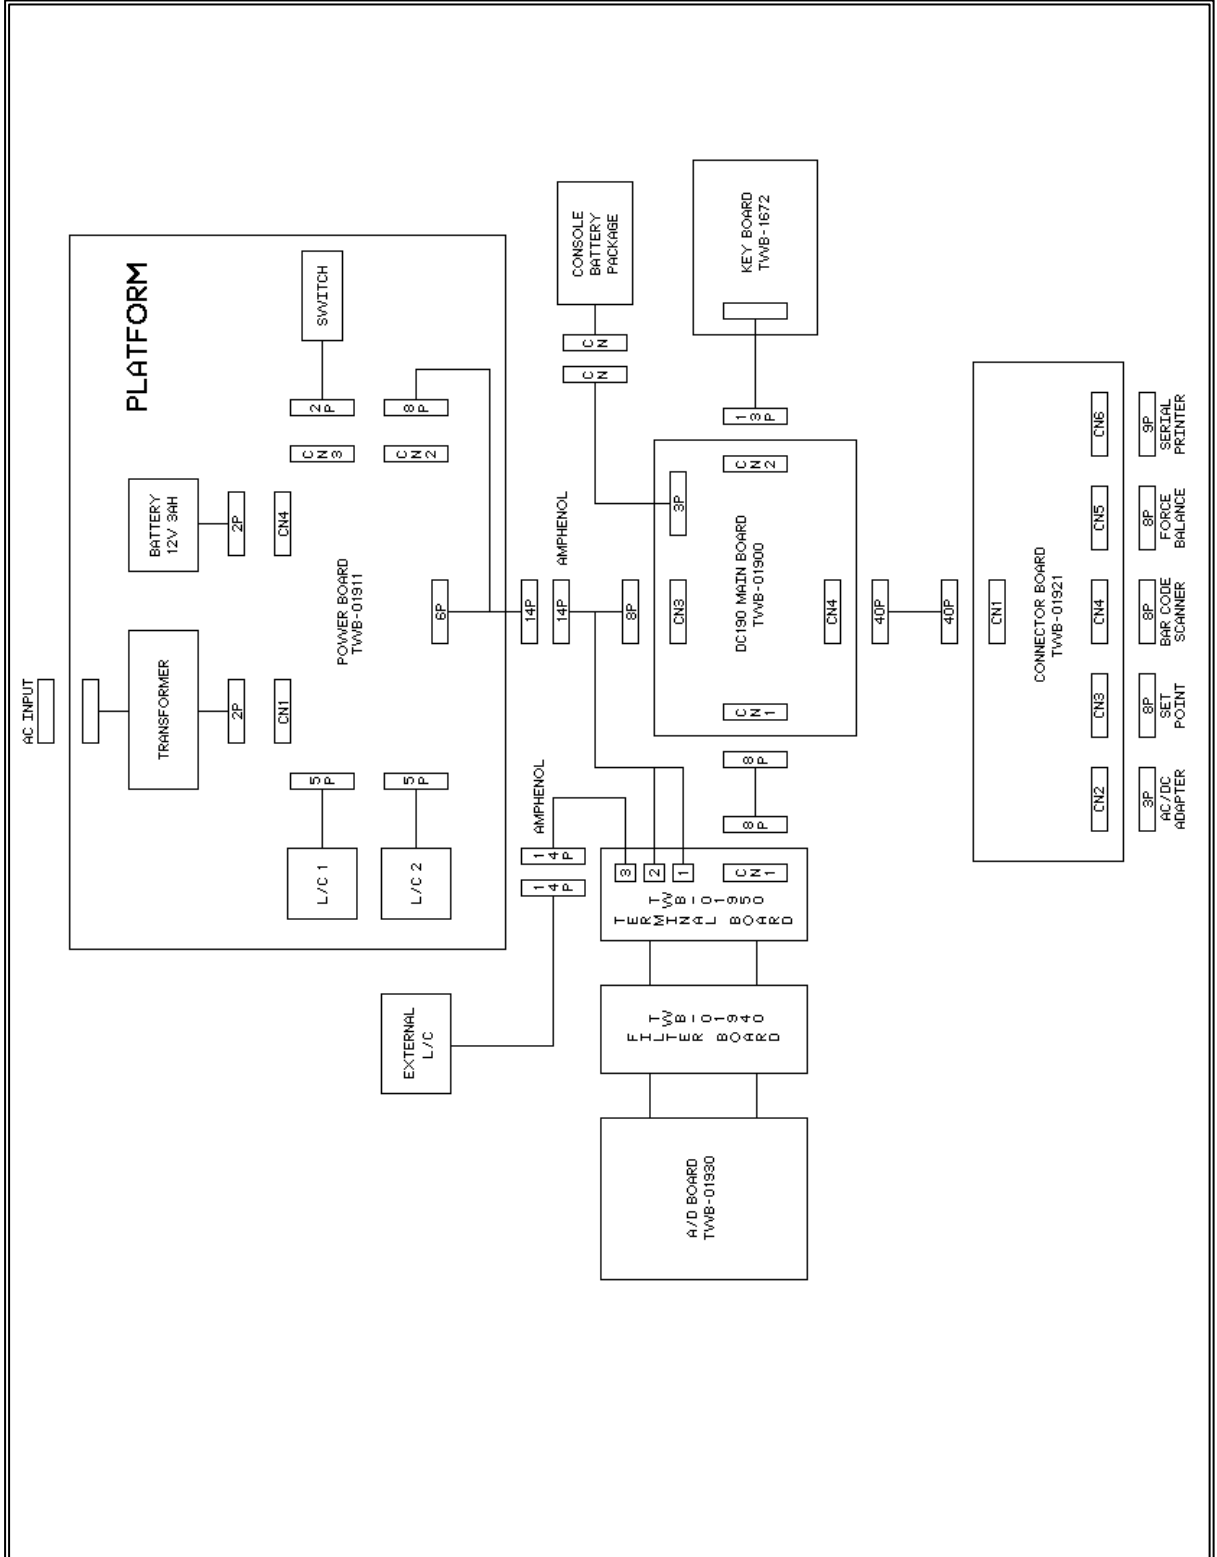 AC INPUT
PLATFORM
TRANSFORMER
BATTERY
12V 3AH
SWITCH
2P
2P
CN1
CN4
2P
CN3
8P
CN2
5P
5P
L/C 1
L/C 2
POWER BOARD
TWB-01911
6P
14P
AMPHENOL
14P
8P
CONSOLE
BATTERY
PACKAGE
CN
CN
KEY BOARD
TWB-1672
13P
EXTERNAL
L/C
14P
14P
AMPHENOL
3P
CN3
CN2
DC190 MAIN BOARD
TWB-01900
CN1
CN4
8P
8P
3
2
1
CN1
TWB-01950
TERMINAL BOARD
TWB-01940
FILTER BOARD
A/D BOARD
TWB-01930
40P
40P
CN1
CONNECTOR BOARD
TWB-01921
CN2
CN3
CN4
CN5
CN6
3P
8P
8P
8P
9P
AC/DC
ADAPTER
SET
POINT
BAR CODE
SCANNER
FORCE
BALANCE
SERIAL
PRINTER